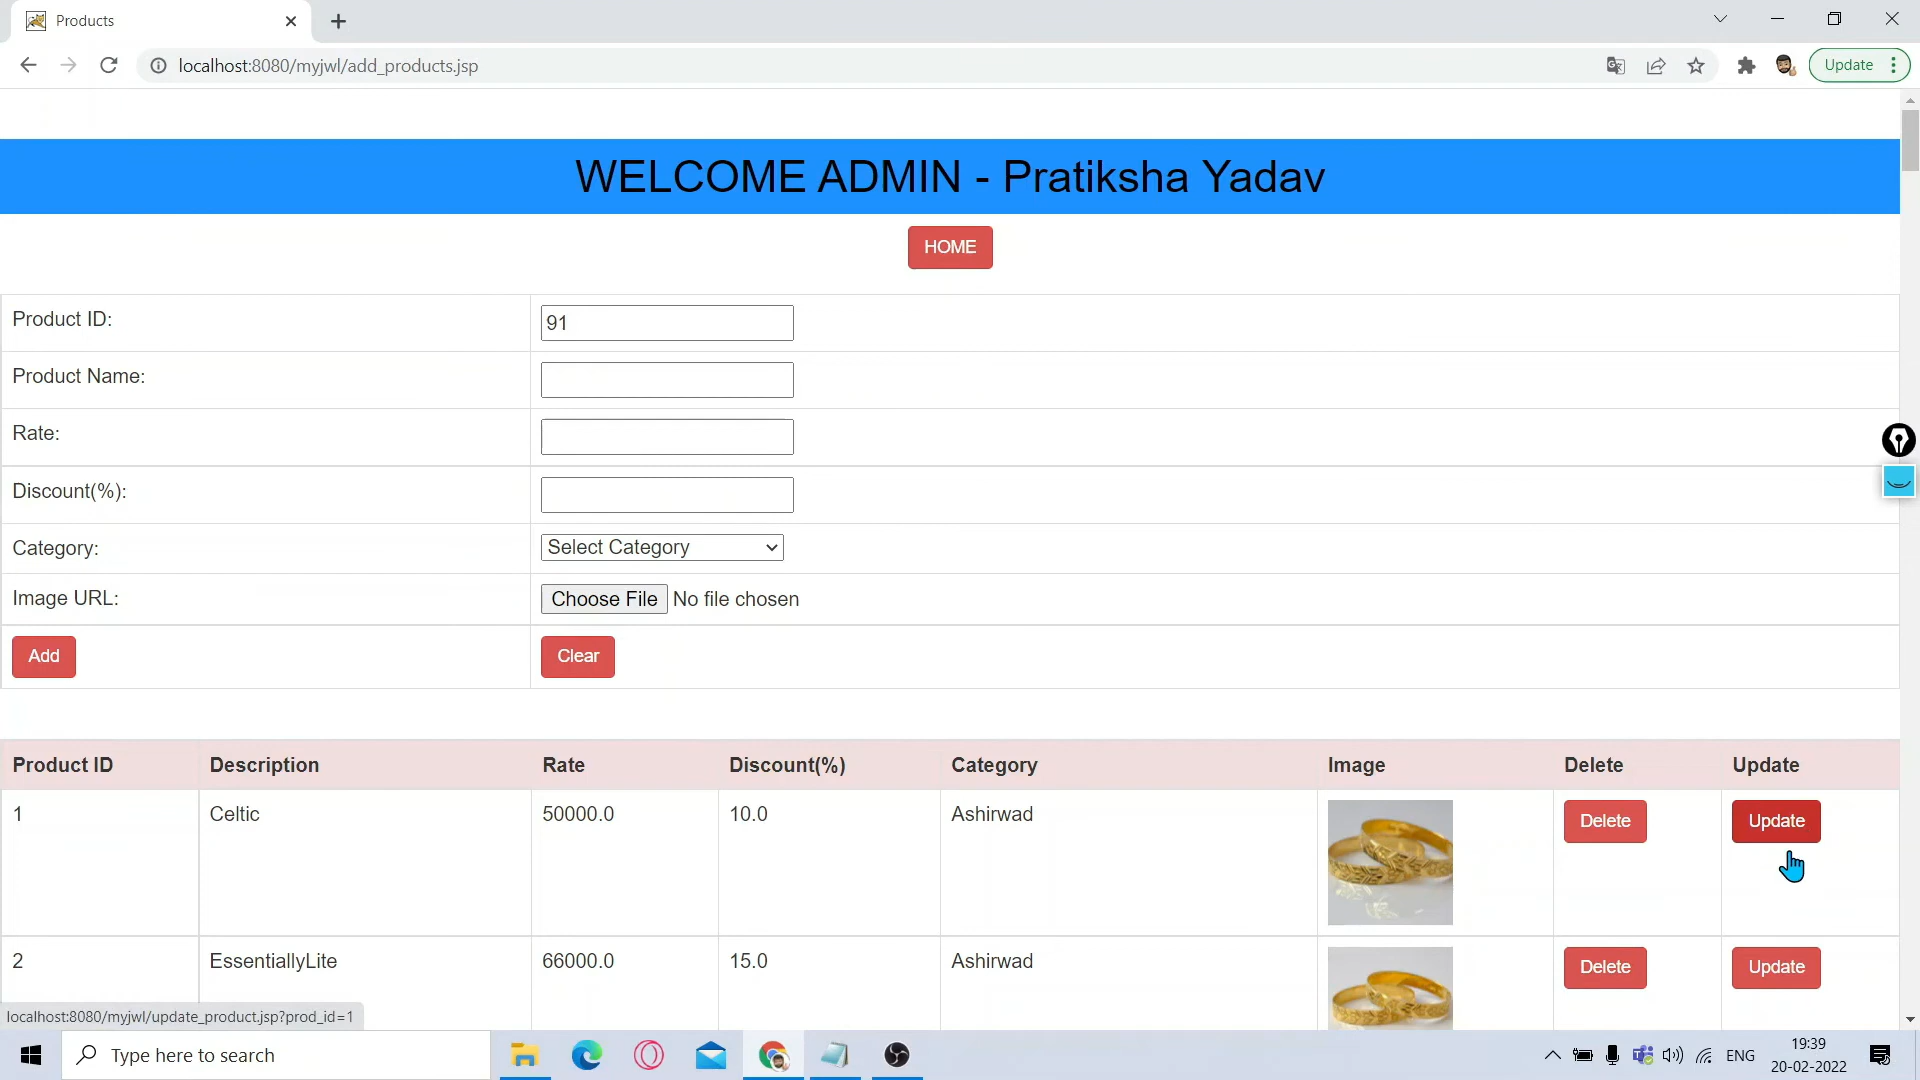 Products
localhost:8080/myjwl/add_products.jsp
Update
WELCOME ADMIN - Pratiksha Yadav
HOME
Product ID: 91
Product Name:
Rate:
Discount(%):
Category: Select Category
Image URL: Choose File No file chosen
Add Clear
Product ID Description Rate Discount(%) Category Image Delete Update
1 Celtic 50000.0 10.0 Ashirwad Delete Update
2 EssentiallyLite 66000.0 15.0 Ashirwad Delete Update
localhost:8080/myjwl/update_product.jsp?prod_id=1
Type here to search
ENG
19:39
20-02-2022